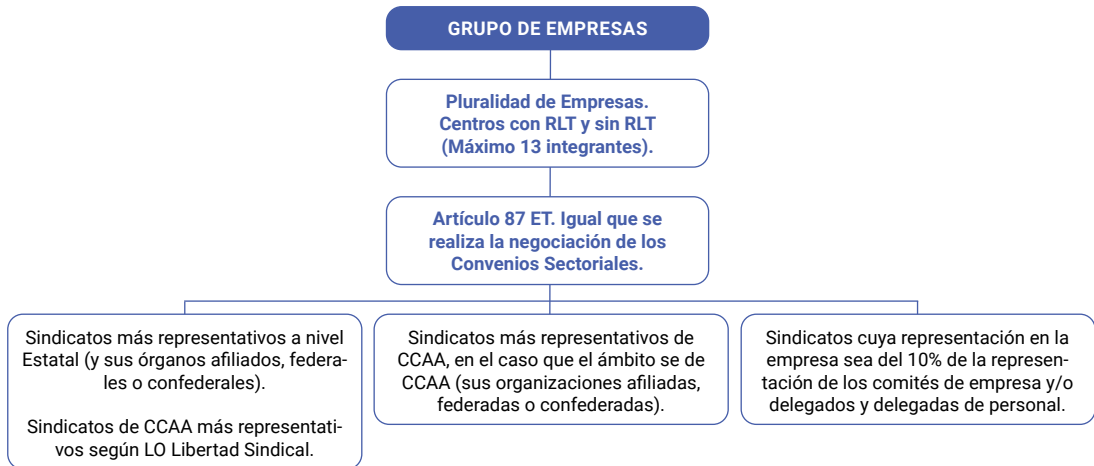 GRUPO DE EMPRESAS
Pluralidad de Empresas.
Centros con RLT y sin RLT
(Máximo 13 integrantes).
Artículo 87 ET. Igual que se
realiza la negociación de los
Convenios Sectoriales.
Sindicatos más representativos a nivel
Estatal (y sus órganos afiliados, federa-
les o confederales).
Sindicatos de CCAA más representati-
vos según LO Libertad Sindical.
Sindicatos más representativos de
CCAA, en el caso que el ámbito se de
CCAA (sus organizaciones afiliadas,
federadas o confederadas).
Sindicatos cuya representación en la
empresa sea del 10% de la represen-
tación de los comités de empresa y/o
delegados y delegadas de personal.